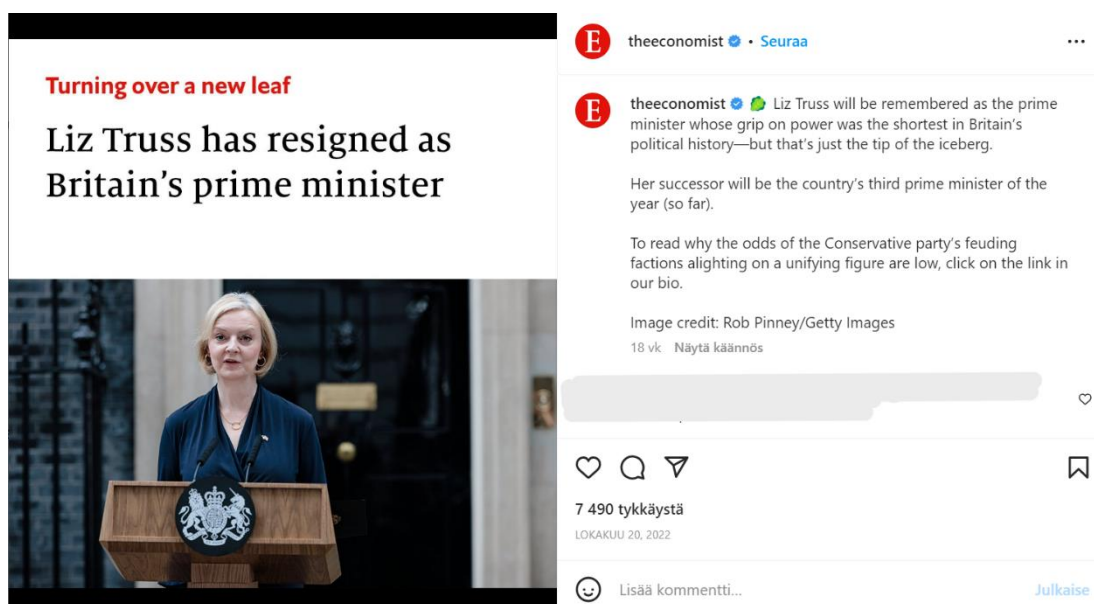 Turning over a new leaf
Liz Truss has resigned as
Britain's prime minister
E theeconomist • Seuraa
E theeconomist 🥬 Liz Truss will be remembered as the prime
minister whose grip on power was the shortest in Britain's
political history—but that's just the tip of the iceberg.
Her successor will be the country's third prime minister of the
year (so far).
To read why the odds of the Conservative party's feuding
factions alighting on a unifying figure are low, click on the link in
our bio.
Image credit: Rob Pinney/Getty Images
18 vk Näytä käännös
7 490 tykkäystä
LOKAKUU 20, 2022
Lisää kommentti...
Julkaise